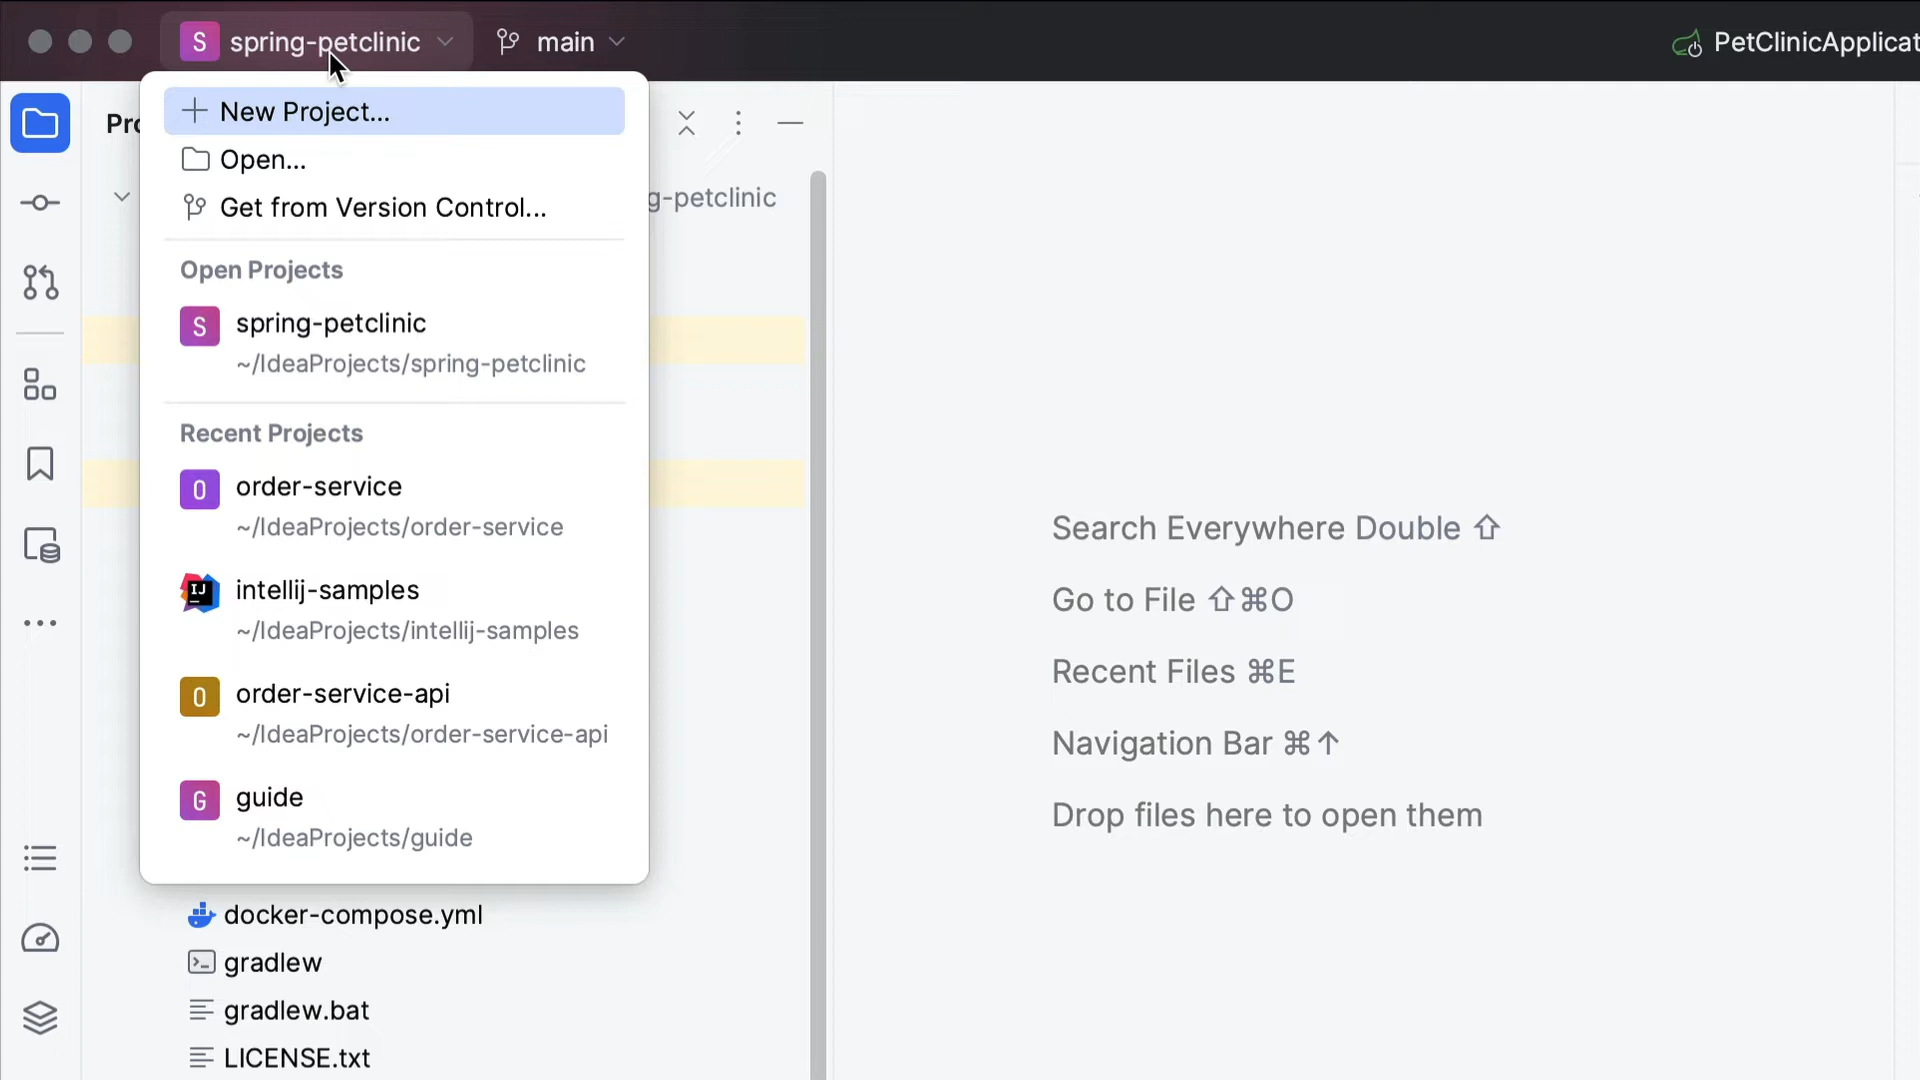 S spring-petclinic main PetClinicApplicat
New Project...
Pro
Open...
Get from Version Control...
g-petclinic
Open Projects
S spring-petclinic
~/IdeaProjects/spring-petclinic
Recent Projects
O order-service
~/IdeaProjects/order-service
IJ intellij-samples
~/IdeaProjects/intellij-samples
O order-service-api
~/IdeaProjects/order-service-api
G guide
~/IdeaProjects/guide
docker-compose.yml
gradlew
gradlew.bat
LICENSE.txt
Search Everywhere Double ⇧
Go to File ⇧⌘O
Recent Files ⌘E
Navigation Bar ⌘↑
Drop files here to open them